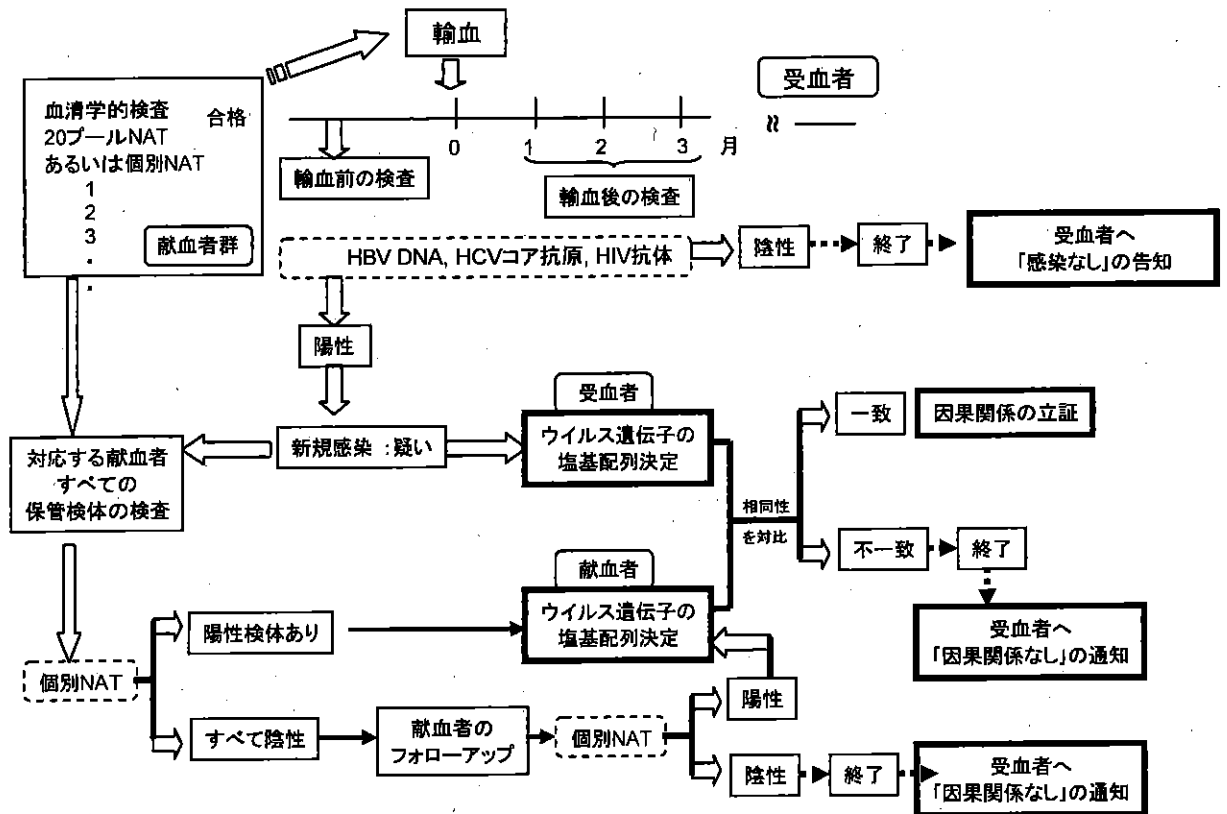 輸血
受血者
血清学的検査
合格
20プールNAT
あるいは個別NAT
1
2
3
.
.
献血者群
0 1 2 3 月
輸血前の検査
輸血後の検査
HBV DNA, HCVコア抗原, HIV抗体
陰性
終了
受血者へ
「感染なし」の告知
陽性
受血者
新規感染 :疑い
ウイルス遺伝子の
塩基配列決定
一致
因果関係の立証
対応する献血者
すべての
保管検体の検査
相同性
を対比
不一致
終了
献血者
ウイルス遺伝子の
塩基配列決定
陽性検体あり
受血者へ
「因果関係なし」の通知
個別NAT
陽性
すべて陰性
献血者の
フォローアップ
個別NAT
陰性
終了
受血者へ
「因果関係なし」の通知